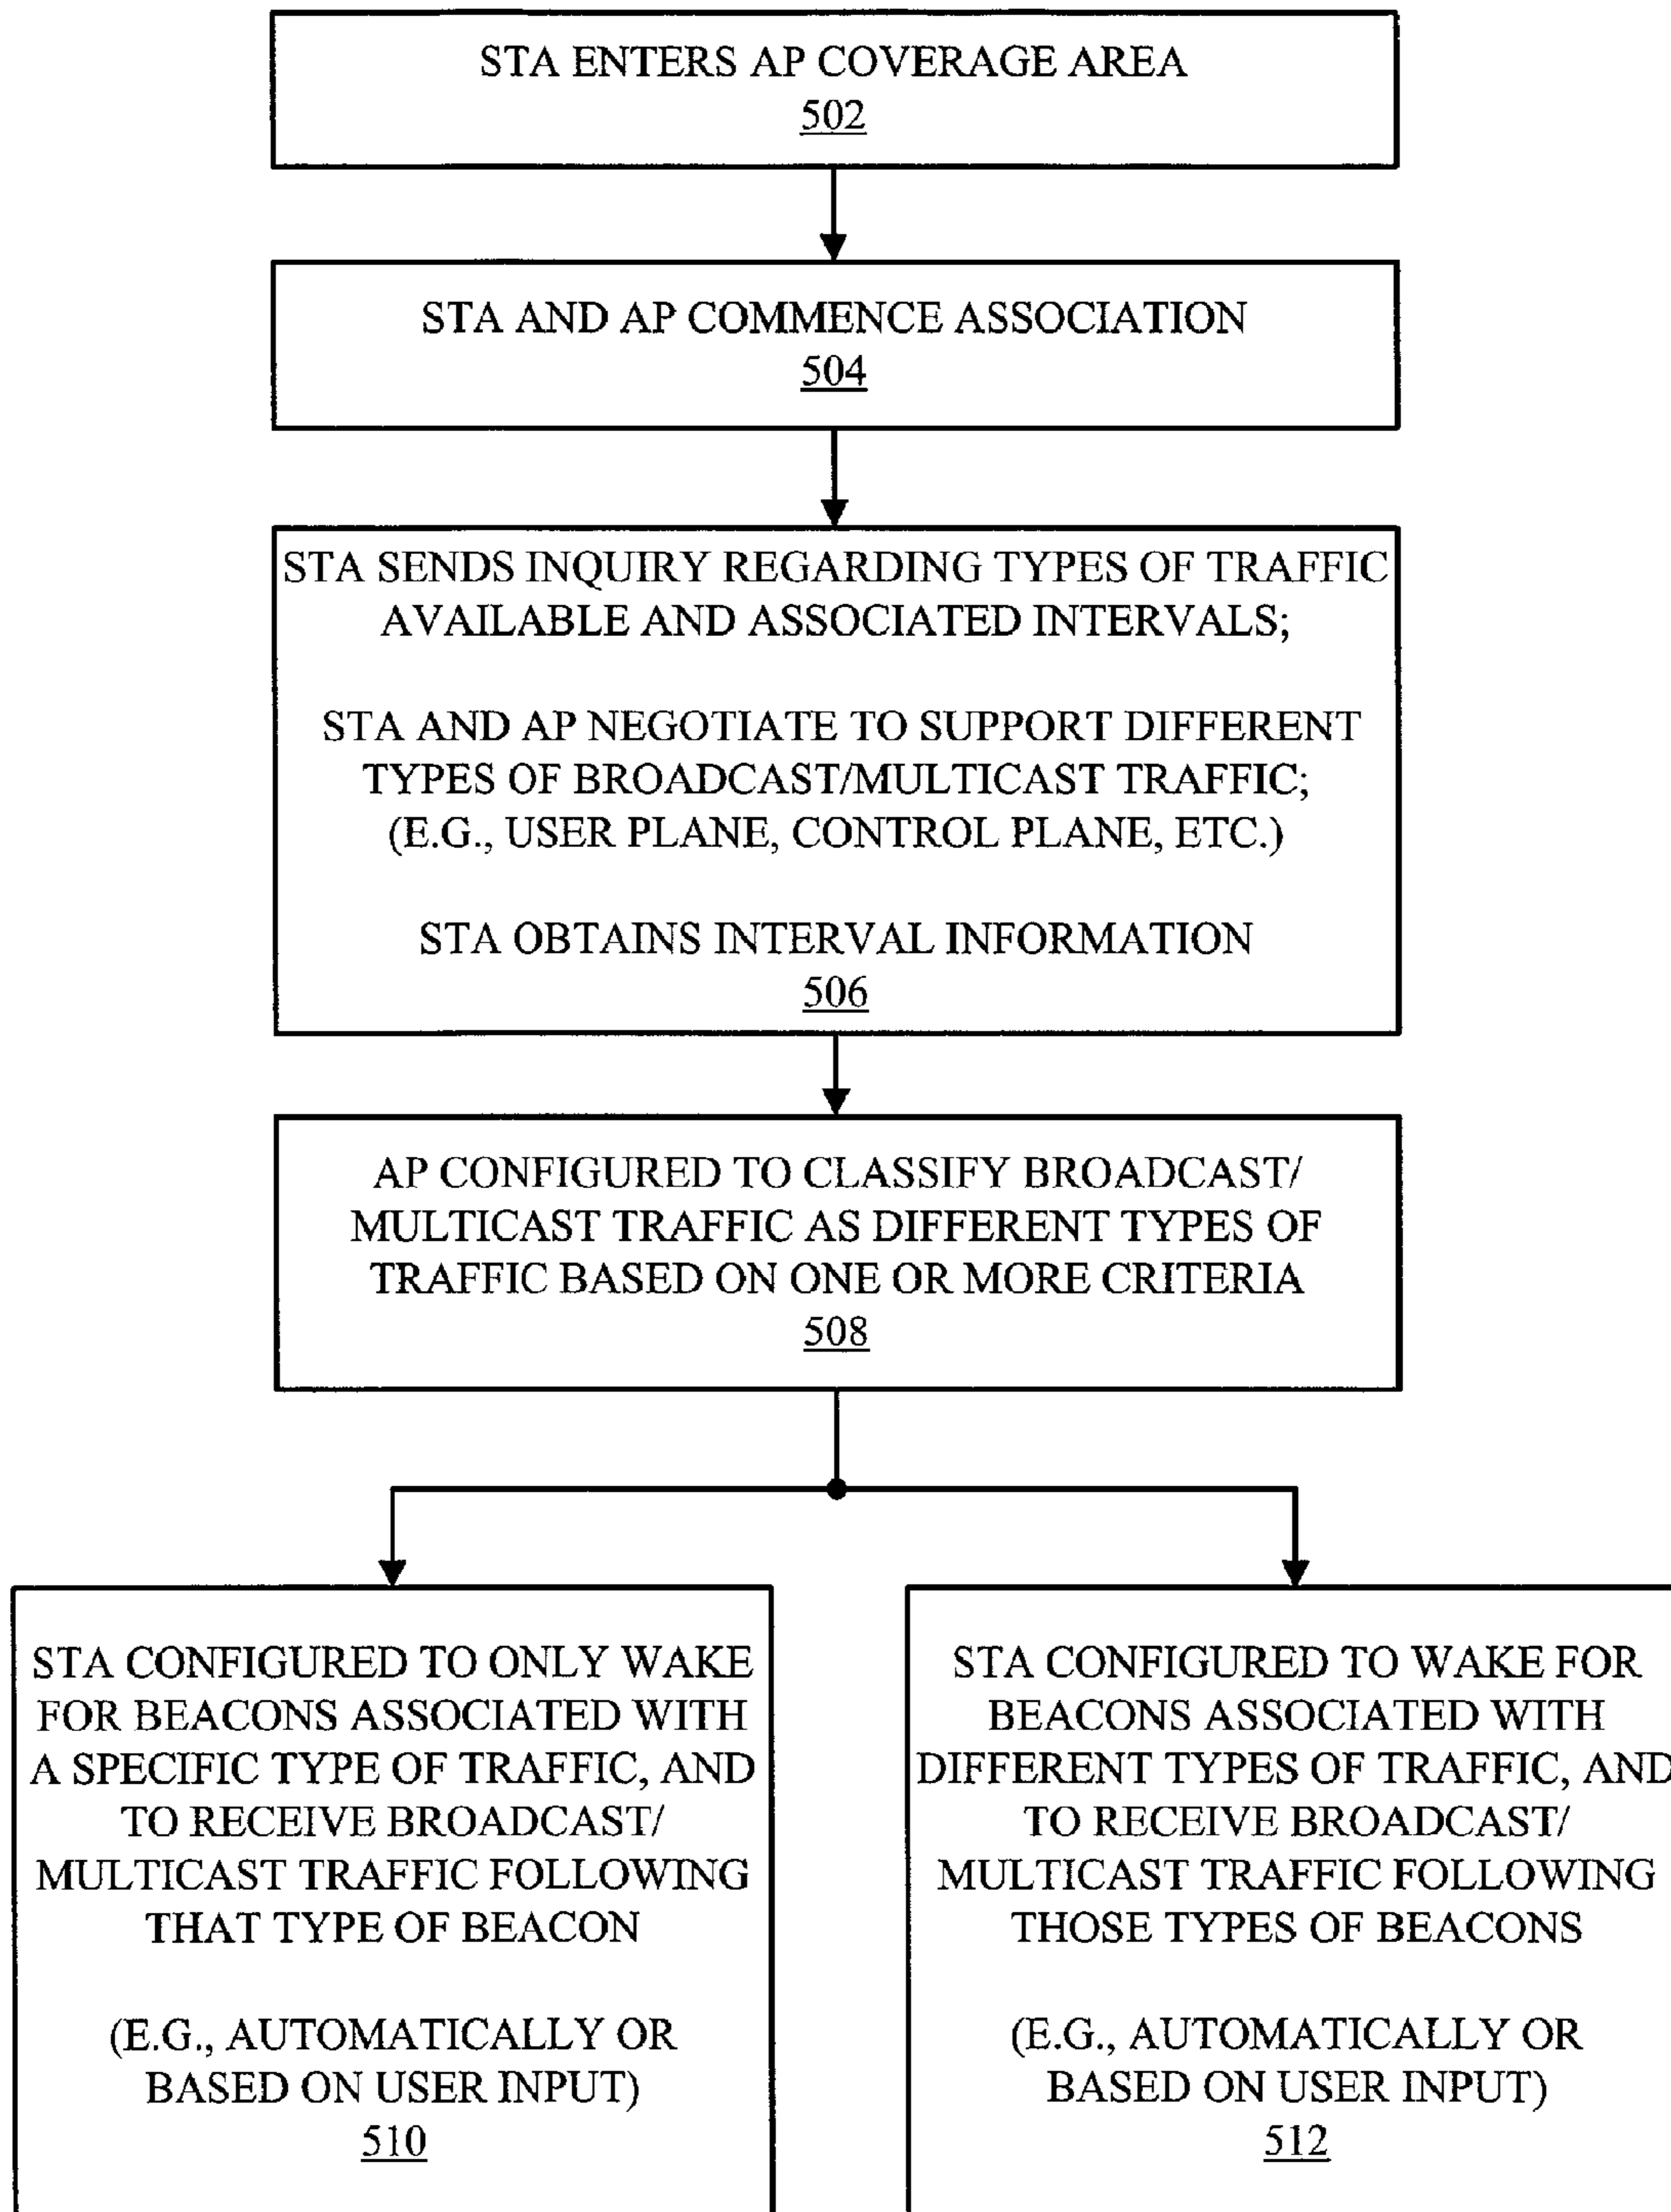 STA ENTERS AP COVERAGE AREA
502
STA AND AP COMMENCE ASSOCIATION
504
STA SENDS INQUIRY REGARDING TYPES OF TRAFFIC
AVAILABLE AND ASSOCIATED INTERVALS;
STA AND AP NEGOTIATE TO SUPPORT DIFFERENT
TYPES OF BROADCAST/MULTICAST TRAFFIC;
(E.G., USER PLANE, CONTROL PLANE, ETC.)
STA OBTAINS INTERVAL INFORMATION
506
AP CONFIGURED TO CLASSIFY BROADCAST/
MULTICAST TRAFFIC AS DIFFERENT TYPES OF
TRAFFIC BASED ON ONE OR MORE CRITERIA
508
STA CONFIGURED TO ONLY WAKE
FOR BEACONS ASSOCIATED WITH
A SPECIFIC TYPE OF TRAFFIC, AND
TO RECEIVE BROADCAST/
MULTICAST TRAFFIC FOLLOWING
THAT TYPE OF BEACON
(E.G., AUTOMATICALLY OR
BASED ON USER INPUT)
510
STA CONFIGURED TO WAKE FOR
BEACONS ASSOCIATED WITH
DIFFERENT TYPES OF TRAFFIC, AND
TO RECEIVE BROADCAST/
MULTICAST TRAFFIC FOLLOWING
THOSE TYPES OF BEACONS
(E.G., AUTOMATICALLY OR
BASED ON USER INPUT)
512